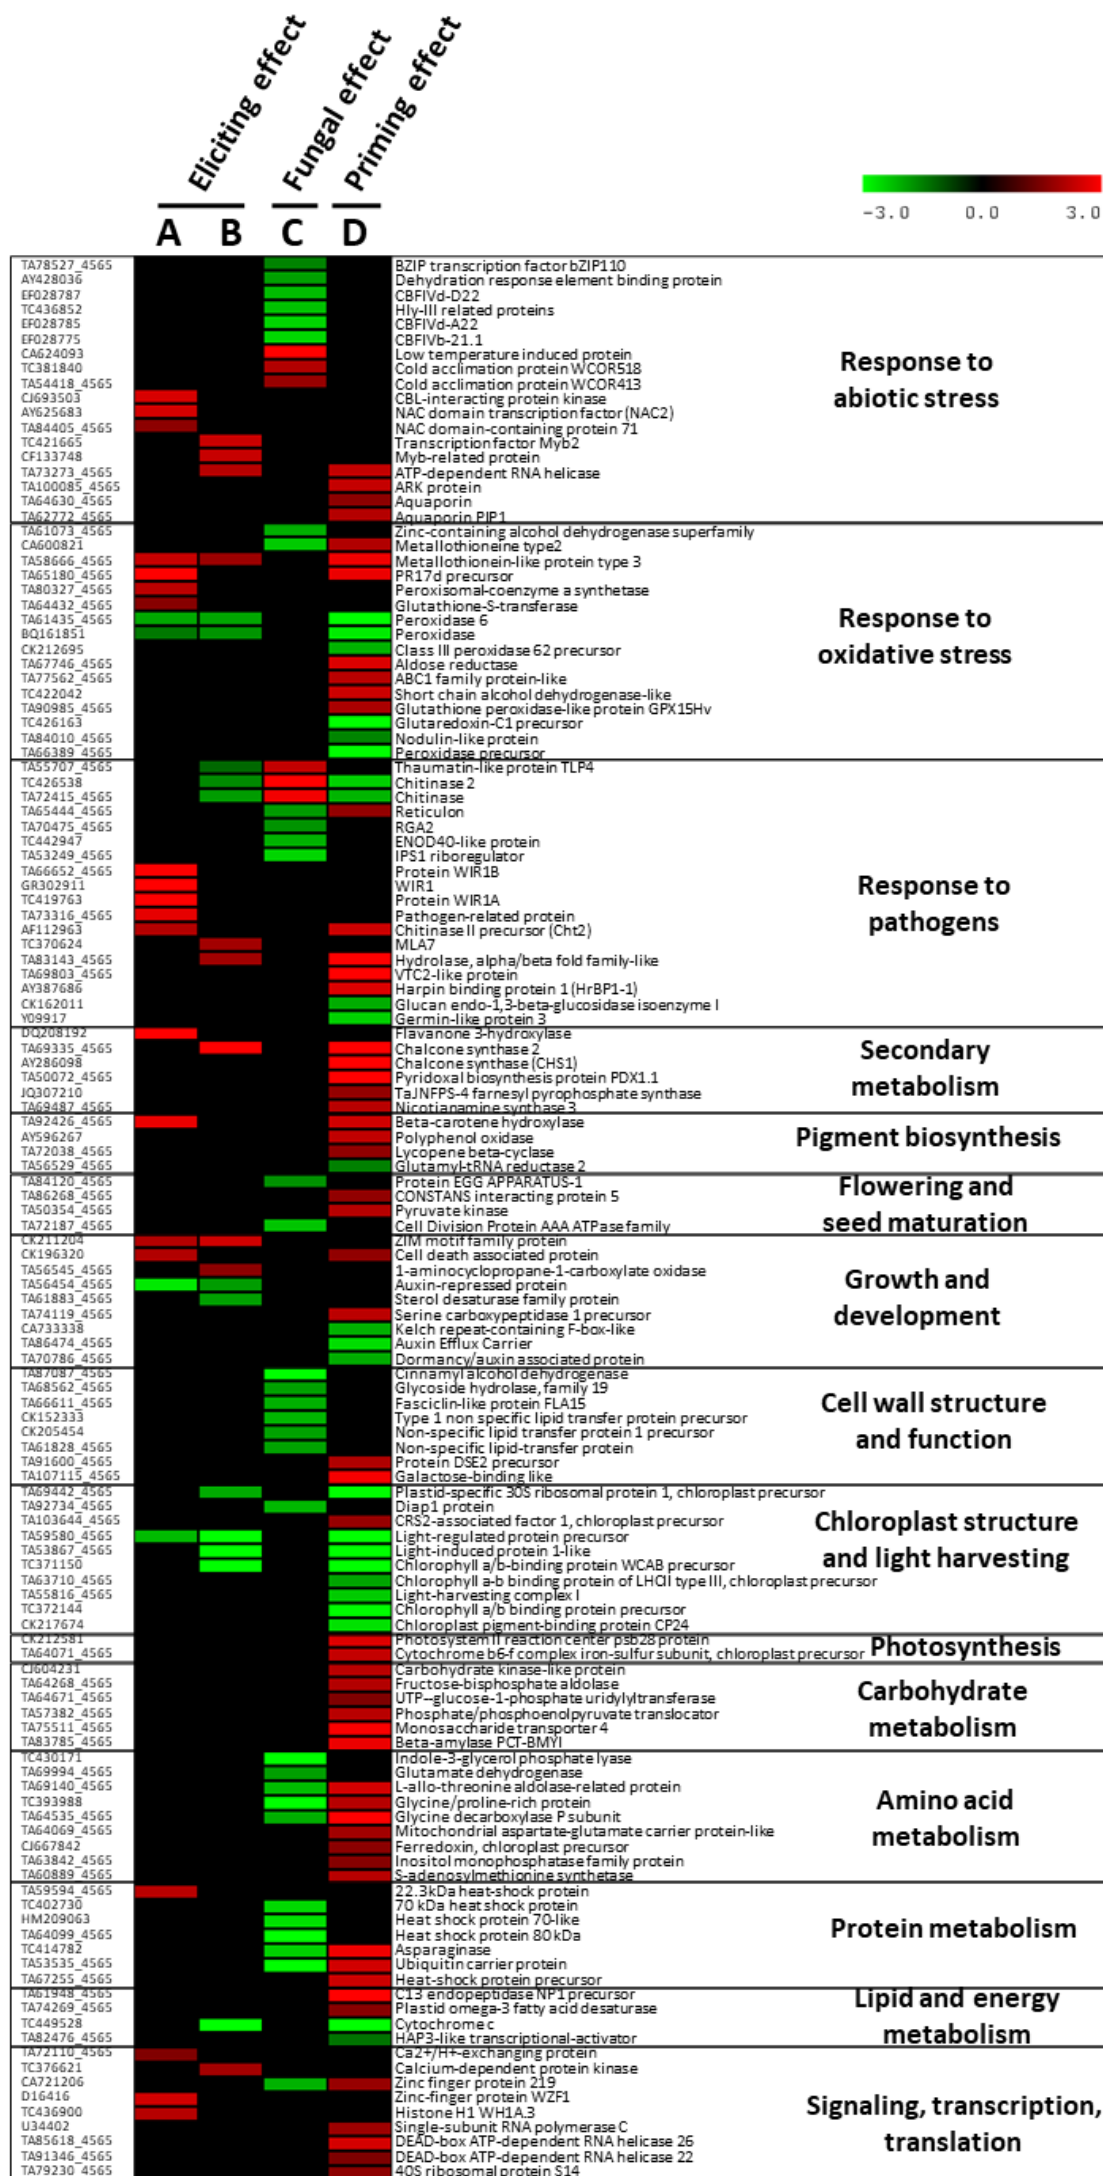 Eliciting effect
Fungal effect
Priming effect
A B C D
-3.0 0.0 3.0
TA78527_4565 BZIP transcription factor bZIP110
AY428036 Dehydration response element binding protein
EF028787 CBFIVd-D22
TC436852 Hly-III related proteins
EF028785 CBFIVd-A22
EF028775 CBFIVb-21.1
CA624093 Low temperature induced protein
TC381840 Cold acclimation protein WCOR518
TA54418_4565 Cold acclimation protein WCOR413
CJ693503 CBL-interacting protein kinase
AY625683 NAC domain transcription factor (NAC2)
TA84405_4565 NAC domain-containing protein 71
TC421665 Transcription factor Myb2
CF133748 Myb-related protein
TA73273_4565 ATP-dependent RNA helicase
TA100085_4565 ARK protein
TA64630_4565 Aquaporin
TA62772_4565 Aquaporin PIP1
Response to
abiotic stress
TA61073_4565 Zinc-containing alcohol dehydrogenase superfamily
CA600821 Metallothioneine type2
TA58666_4565 Metallothionein-like protein type 3
TA65180_4565 PR17d precursor
TA80327_4565 Peroxisomal-coenzyme a synthetase
TA64432_4565 Glutathione-S-transferase
TA61435_4565 Peroxidase 6
BQ161851 Peroxidase
CK212695 Class III peroxidase 62 precursor
TA67746_4565 Aldose reductase
TA77562_4565 ABC1 family protein-like
TC422042 Short chain alcohol dehydrogenase-like
TA90985_4565 Glutathione peroxidase-like protein GPX15Hv
TC426163 Glutaredoxin-C1 precursor
TA84010_4565 Nodulin-like protein
TA66389_4565 Peroxidase precursor
Response to
oxidative stress
TA55707_4565 Thaumatin-like protein TLP4
TC426538 Chitinase 2
TA72415_4565 Chitinase
TA65444_4565 Reticulon
TA70475_4565 RGA2
TC442947 ENOD40-like protein
TA53249_4565 IPS1 riboregulator
TA66652_4565 Protein WIR1B
GR302911 WIR1
TC419763 Protein WIR1A
TA73316_4565 Pathogen-related protein
AF112963 Chitinase II precursor (Cht2)
TC370624 MLA7
TA83143_4565 Hydrolase, alpha/beta fold family-like
TA69803_4565 VTC2-like protein
AY387686 Harpin binding protein 1 (HrBP1-1)
CK162011 Glucan endo-1,3-beta-glucosidase isoenzyme I
Y09917 Germin-like protein 3
Response to
pathogens
DQ208192 Flavanone 3-hydroxylase
TA69335_4565 Chalcone synthase 2
AY286098 Chalcone synthase (CHS1)
TA50072_4565 Pyridoxal biosynthesis protein PDX1.1
JQ307210 TaJNFPS-4 farnesyl pyrophosphate synthase
TA69487_4565 Nicotianamine synthase 3
Secondary
metabolism
TA92426_4565 Beta-carotene hydroxylase
AY596267 Polyphenol oxidase
TA72038_4565 Lycopene beta-cyclase
TA56529_4565 Glutamyl-tRNA reductase 2
Pigment biosynthesis
TA84120_4565 Protein EGG APPARATUS-1
TA86268_4565 CONSTANS interacting protein 5
TA50354_4565 Pyruvate kinase
TA72187_4565 Cell Division Protein AAA ATPase family
Flowering and
seed maturation
CK211204 ZIM motif family protein
CK196320 Cell death associated protein
TA56545_4565 1-aminocyclopropane-1-carboxylate oxidase
TA56454_4565 Auxin-repressed protein
TA61883_4565 Sterol desaturase family protein
TA74119_4565 Serine carboxypeptidase 1 precursor
CA733338 Kelch repeat-containing F-box-like
TA86474_4565 Auxin Efflux Carrier
TA70786_4565 Dormancy/auxin associated protein
Growth and
development
TA87087_4565 Cinnamyl alcohol dehydrogenase
TA68562_4565 Glycoside hydrolase, family 19
TA66611_4565 Fasciclin-like protein FLA15
CK152333 Type 1 non specific lipid transfer protein precursor
CK205454 Non-specific lipid transfer protein 1 precursor
TA61828_4565 Non-specific lipid-transfer protein
TA91600_4565 Protein DSE2 precursor
TA107115_4565 Galactose-binding like
Cell wall structure
and function
TA69442_4565 Plastid-specific 30S ribosomal protein 1, chloroplast precursor
TA92734_4565 Diap1 protein
TA103644_4565 CRS2-associated factor 1, chloroplast precursor
TA59580_4565 Light-regulated protein precursor
TA53867_4565 Light-induced protein 1-like
TC371150 Chlorophyll a/b-binding protein WCAB precursor
TA63710_4565 Chlorophyll a-b binding protein of LHCII type III, chloroplast precursor
TA55816_4565 Light-harvesting complex I
TC372144 Chlorophyll a/b binding protein precursor
CK217674 Chloroplast pigment-binding protein CP24
Chloroplast structure
and light harvesting
CK212581 Photosystem II reaction center psb28 protein
TA64071_4565 Cytochrome b6-f complex iron-sulfur subunit, chloroplast precursor
Photosynthesis
CJ604231 Carbohydrate kinase-like protein
TA64268_4565 Fructose-bisphosphate aldolase
TA64671_4565 UTP--glucose-1-phosphate uridylyltransferase
TA57382_4565 Phosphate/phosphoenolpyruvate translocator
TA75511_4565 Monosaccharide transporter 4
TA83785_4565 Beta-amylase PCT-BMYI
Carbohydrate
metabolism
TC430171 Indole-3-glycerol phosphate lyase
TA69994_4565 Glutamate dehydrogenase
TA69140_4565 L-allo-threonine aldolase-related protein
TC393988 Glycine/proline-rich protein
TA64535_4565 Glycine decarboxylase P subunit
TA64069_4565 Mitochondrial aspartate-glutamate carrier protein-like
CJ667842 Ferredoxin, chloroplast precursor
TA63842_4565 Inositol monophosphatase family protein
TA60889_4565 S-adenosylmethionine synthetase
Amino acid
metabolism
TA59594_4565 22.3kDa heat-shock protein
TC402730 70 kDa heat shock protein
HM209063 Heat shock protein 70-like
TA64099_4565 Heat shock protein 80 kDa
TC414782 Asparaginase
TA53535_4565 Ubiquitin carrier protein
TA67255_4565 Heat-shock protein precursor
Protein metabolism
TA61948_4565 C13 endopeptidase NP1 precursor
TA74269_4565 Plastid omega-3 fatty acid desaturase
TC449528 Cytochrome c
TA82476_4565 HAP3-like transcriptional-activator
Lipid and energy
metabolism
TA72110_4565 Ca2+/H+-exchanging protein
TC376621 Calcium-dependent protein kinase
CA721206 Zinc finger protein 219
D16416 Zinc-finger protein WZF1
TC436900 Histone H1 WH1A.3
U34402 Single-subunit RNA polymerase C
TA85618_4565 DEAD-box ATP-dependent RNA helicase 26
TA91346_4565 DEAD-box ATP-dependent RNA helicase 22
TA79230_4565 40S ribosomal protein S14
Signaling, transcription,
translation